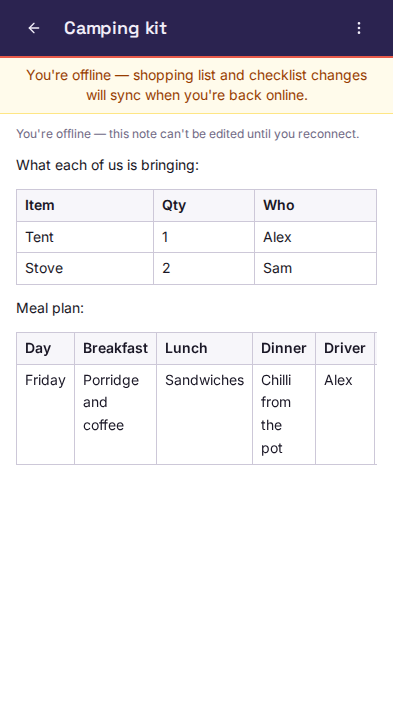 Camping kit
You're offline — shopping list and checklist changes
will sync when you're back online.
You're offline — this note can't be edited until you reconnect.
What each of us is bringing:
Item Qty Who
Tent 1 Alex
Stove 2 Sam
Meal plan:
Day Breakfast Lunch Dinner Driver
Friday Porridge Sandwiches Chilli Alex
and from
coffee the
pot